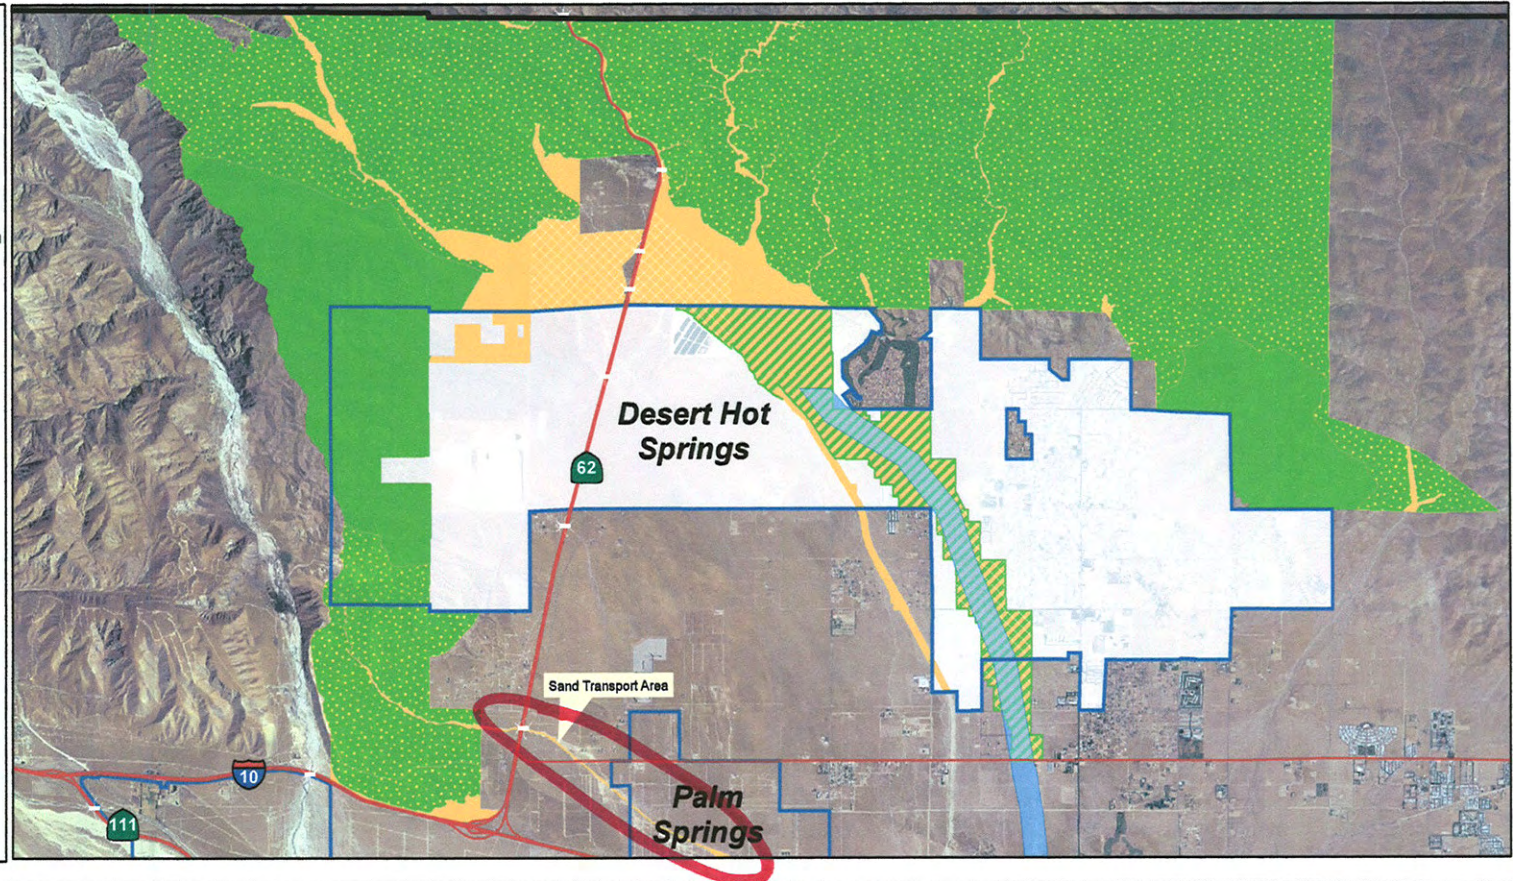 Desert Hot
Springs
62
Sand Transport Area
10
Palm
Springs
111